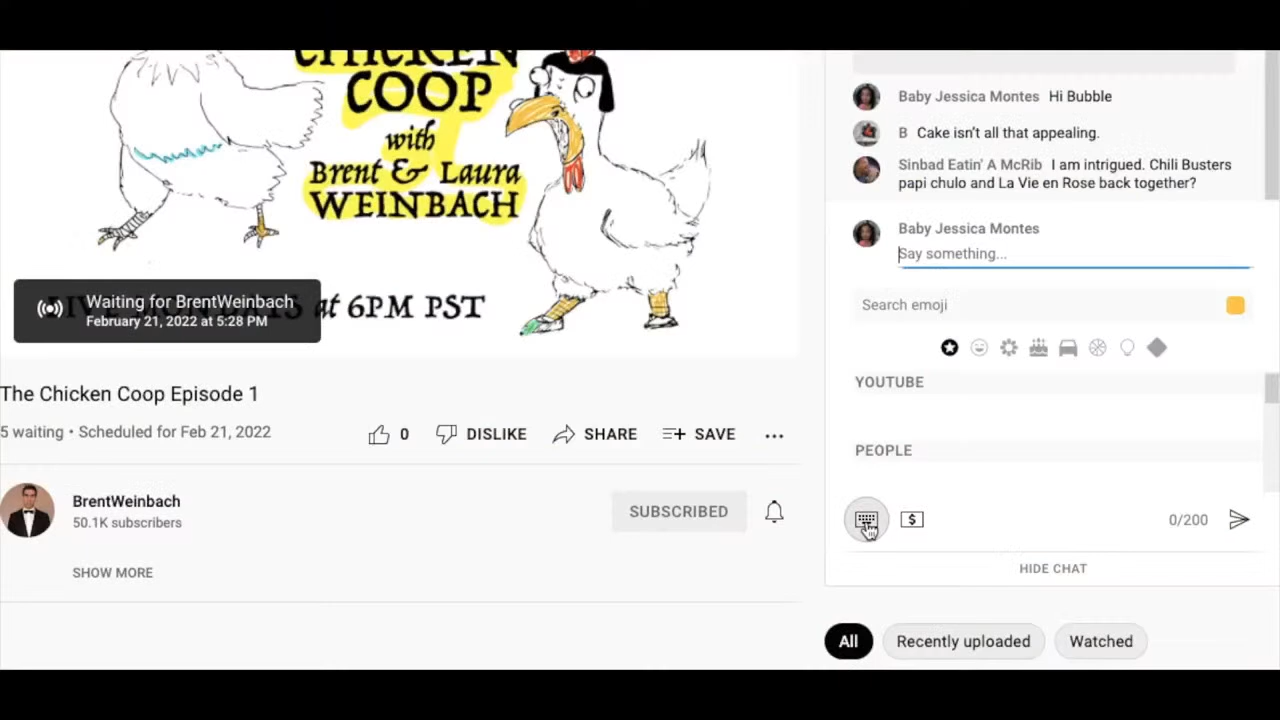 CHICKEN
COOP
with
Brent & Laura
WEINBACH
LIVE MONDAYS at 6PM PST
Waiting for BrentWeinbach
February 21, 2022 at 5:28 PM
The Chicken Coop Episode 1
5 waiting • Scheduled for Feb 21, 2022
0
DISLIKE
SHARE
SAVE
BrentWeinbach
50.1K subscribers
SUBSCRIBED
SHOW MORE
Baby Jessica Montes Hi Bubble
B Cake isn't all that appealing.
Sinbad Eatin' A McRib I am intrigued. Chili Busters
papi chulo and La Vie en Rose back together?
Baby Jessica Montes
Say something...
Search emoji
YOUTUBE
PEOPLE
$
0/200
HIDE CHAT
All
Recently uploaded
Watched